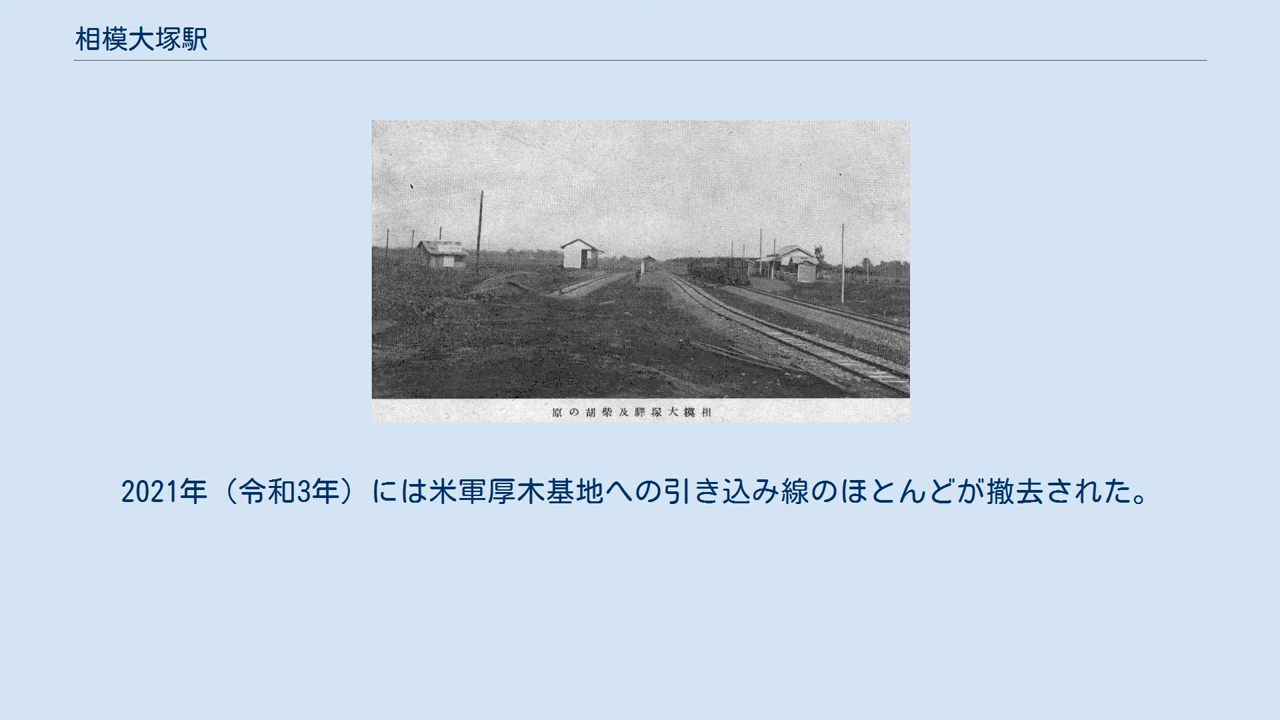 相模大塚駅
原の胡柴及驛塚大模相
2021年（令和3年）には米軍厚木基地への引き込み線のほとんどが撤去された。